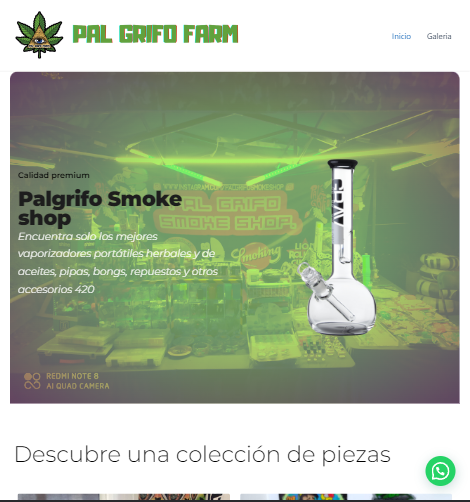 PAL GRIFO FARM
Inicio
Galeria
Calidad premium
Palgrifo Smoke
shop
Encuentra solo los mejores
vaporizadores portátiles herbales y de
aceites, pipas, bongs, repuestos y otros
accesorios 420
PAL GRIFO
SMOKE SHOP.
Smoking
REDMI NOTE 8
AI QUAD CAMERA
Descubre una colección de piezas